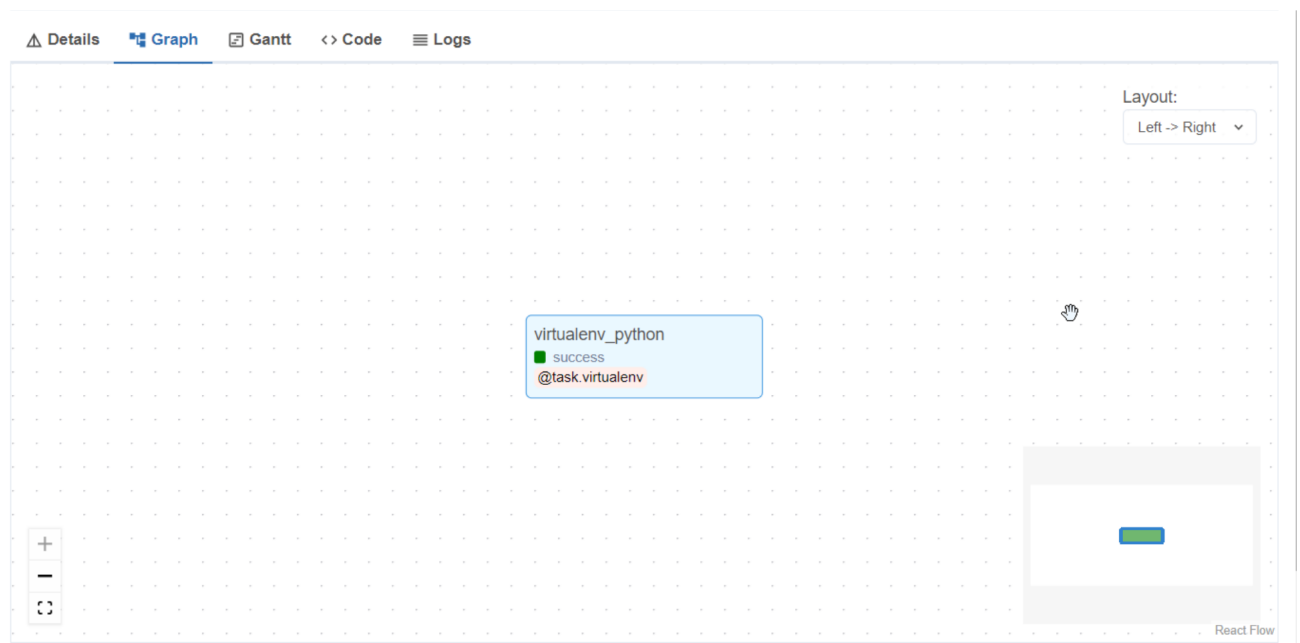 Details Graph Gantt <> Code Logs
Layout:
Left -> Right
virtualenv_python
success
@task.virtualenv
React Flow